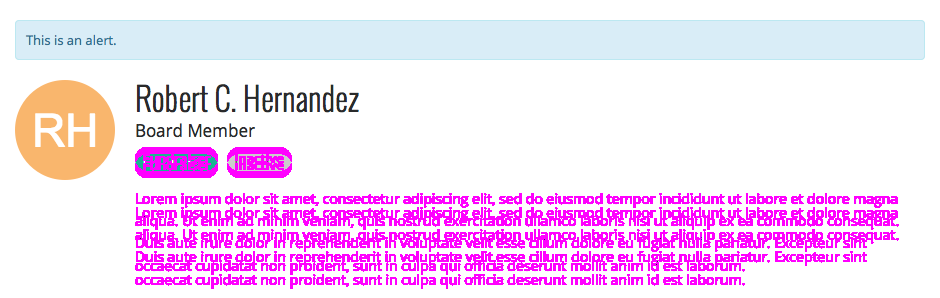 This is an alert.
RH
Robert C. Hernandez
Board Member
Inactive
Lorem ipsum dolor sit amet, consectetur adipiscing elit, sed do eiusmod tempor incididunt ut labore et dolore magna
Lorem ipsum dolor sit amet, consectetur adipiscing elit, sed do eiusmod tempor incididunt ut labore et dolore magna
aliqua. Ut enim ad minim veniam, quis nostrud exercitation ullamco laboris nisi ut aliquip ex ea commodo consequat.
aliqua. Ut enim ad minim veniam, quis nostrud exercitation ullamco laboris nisi ut aliquip ex ea commodo consequat.
Duis aute irure dolor in reprehenderit in voluptate velit esse cillum dolore eu fugiat nulla pariatur. Excepteur sint
Duis aute irure dolor in reprehenderit in voluptate velit esse cillum dolore eu fugiat nulla pariatur. Excepteur sint
occaecat cupidatat non proident, sunt in culpa qui officia deserunt mollit anim id est laborum.
occaecat cupidatat non proident, sunt in culpa qui officia deserunt mollit anim id est laborum.